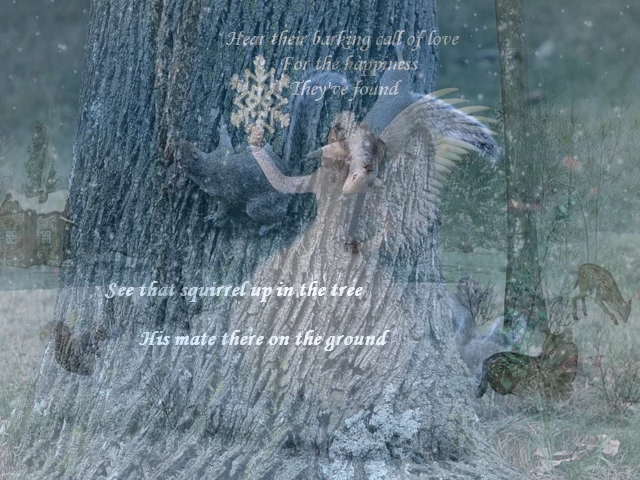 Hear their barking call of love
For the happiness
They've found
See that squirrel up in the tree
His mate there on the ground